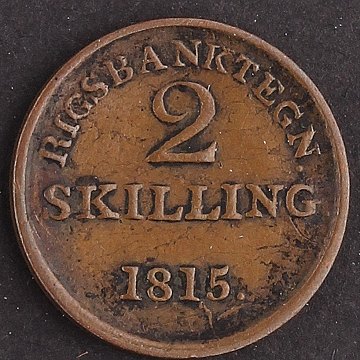 RIGSBANKTEGN
2
SKILLING
1815.